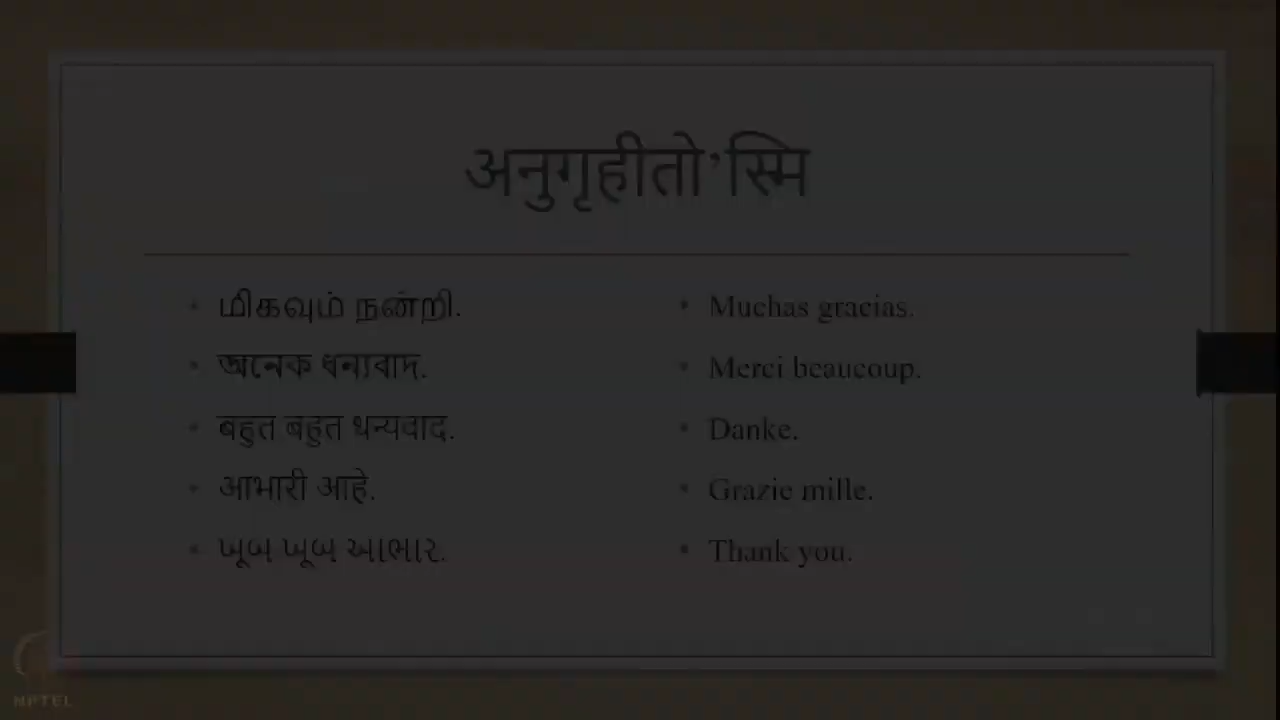 अनुगृहीतो’स्मि
மிகவும் நன்றி.
অনেক ধন্যবাদ.
बहुत बहुत धन्यवाद.
आभारी आहे.
ખૂબ ખૂબ આભાર.
Muchas gracias.
Merci beaucoup.
Danke.
Grazie mille.
Thank you.
NPTEL